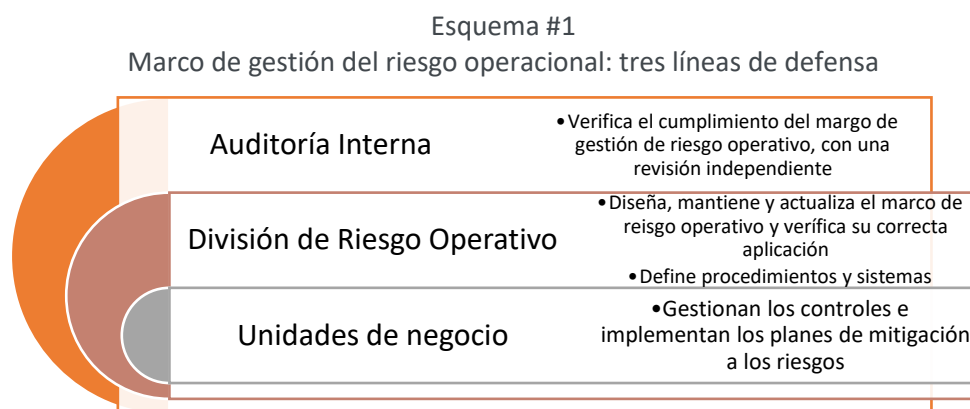 Esquema #1
Marco de gestión del riesgo operacional: tres líneas de defensa
Auditoría Interna
•Verifica el cumplimiento del margo de
gestión de riesgo operativo, con una
revisión independiente
División de Riesgo Operativo
•Diseña, mantiene y actualiza el marco de
reisgo operativo y verífica su correcta
aplicación
•Define procedimientos y sistemas
Unidades de negocio
•Gestionan los controles e
implementan los planes de mitigación
a los riesgos